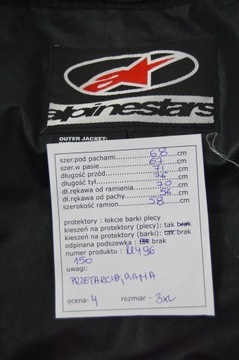 alpinestars
OUTER JACKET:
szer.pod pachami 68 cm
szer.w pasie cm
długość przód cm
długość tył cm
dł.rękawa od ramienia cm
dł.rękawa od pachy cm
szerokość ramion 58 cm
protektory : łokcie barki plecy
kieszeń na protektory (plecy): tak brak
kieszeń na protektory (barki): tak brak
odpinana podszewka : tak brak
numer produktu : 496
150
uwagi:
PRZETARCIA,
ocena- 4 rozmiar - 3XL